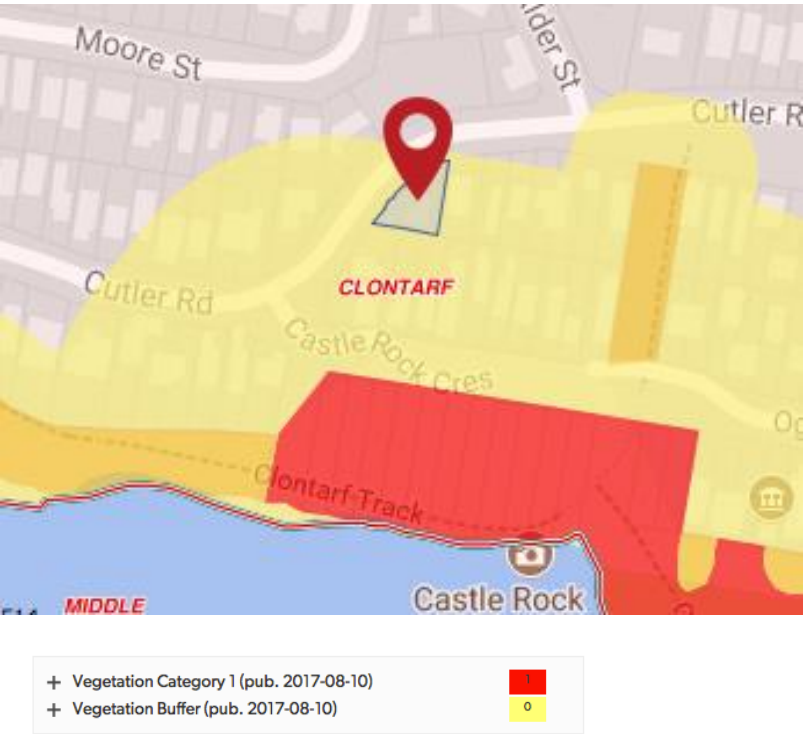 Moore St
lder St
Cutler R
CLONTARF
Cutler Rd
Castle Rock Cres
Og
Clontarf Track
Castle Rock
MIDDLE
+ Vegetation Category 1 (pub. 2017-08-10) 1
+ Vegetation Buffer (pub. 2017-08-10) 0